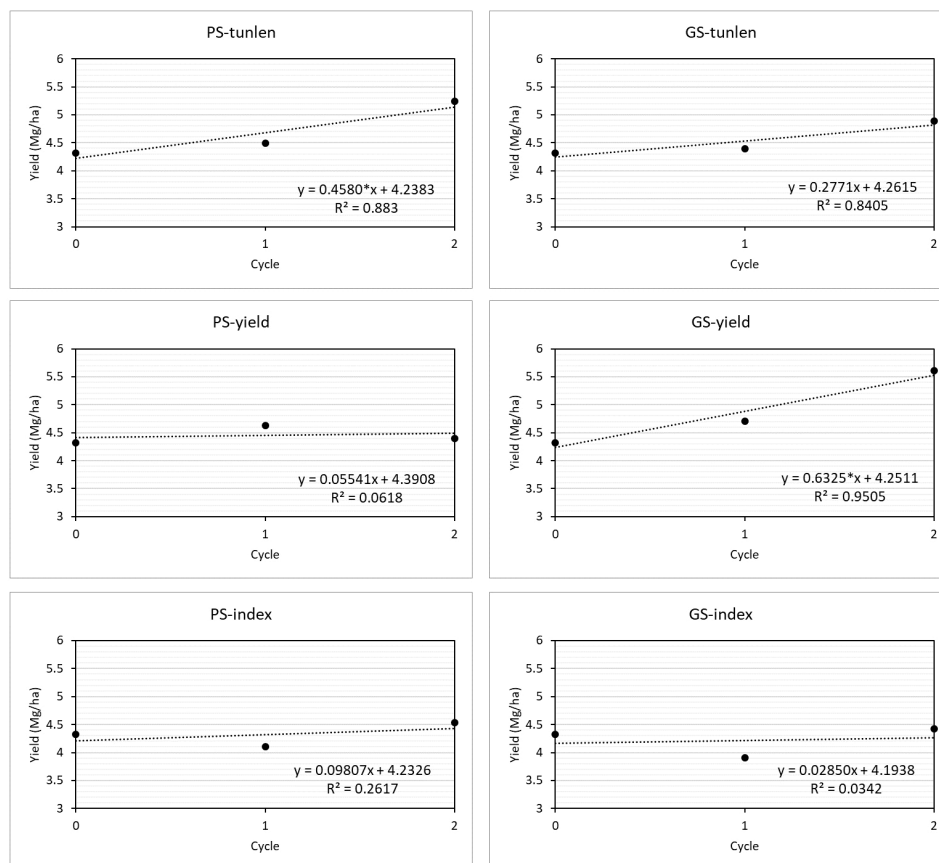 PS-tunlen
Yield (Mg/ha)
6
5.5
5
4.5
4
3.5
3
y = 0.4580*x + 4.2383
R² = 0.883
0 1 2
Cycle
GS-tunlen
Yield (Mg/ha)
6
5.5
5
4.5
4
3.5
3
y = 0.2771x + 4.2615
R² = 0.8405
0 1 2
Cycle
PS-yield
Yield (Mg/ha)
6
5.5
5
4.5
4
3.5
3
y = 0.05541x + 4.3908
R² = 0.0618
0 1 2
Cycle
GS-yield
Yield (Mg/ha)
6
5.5
5
4.5
4
3.5
3
y = 0.6325*x + 4.2511
R² = 0.9505
0 1 2
Cycle
PS-index
Yield (Mg/ha)
6
5.5
5
4.5
4
3.5
3
y = 0.09807x + 4.2326
R² = 0.2617
0 1 2
Cycle
GS-index
Yield (Mg/ha)
6
5.5
5
4.5
4
3.5
3
y = 0.02850x + 4.1938
R² = 0.0342
0 1 2
Cycle